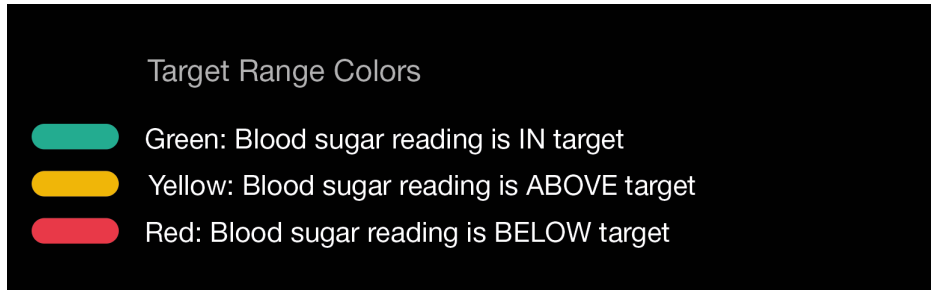 Target Range Colors
Green: Blood sugar reading is IN target
Yellow: Blood sugar reading is ABOVE target
Red: Blood sugar reading is BELOW target